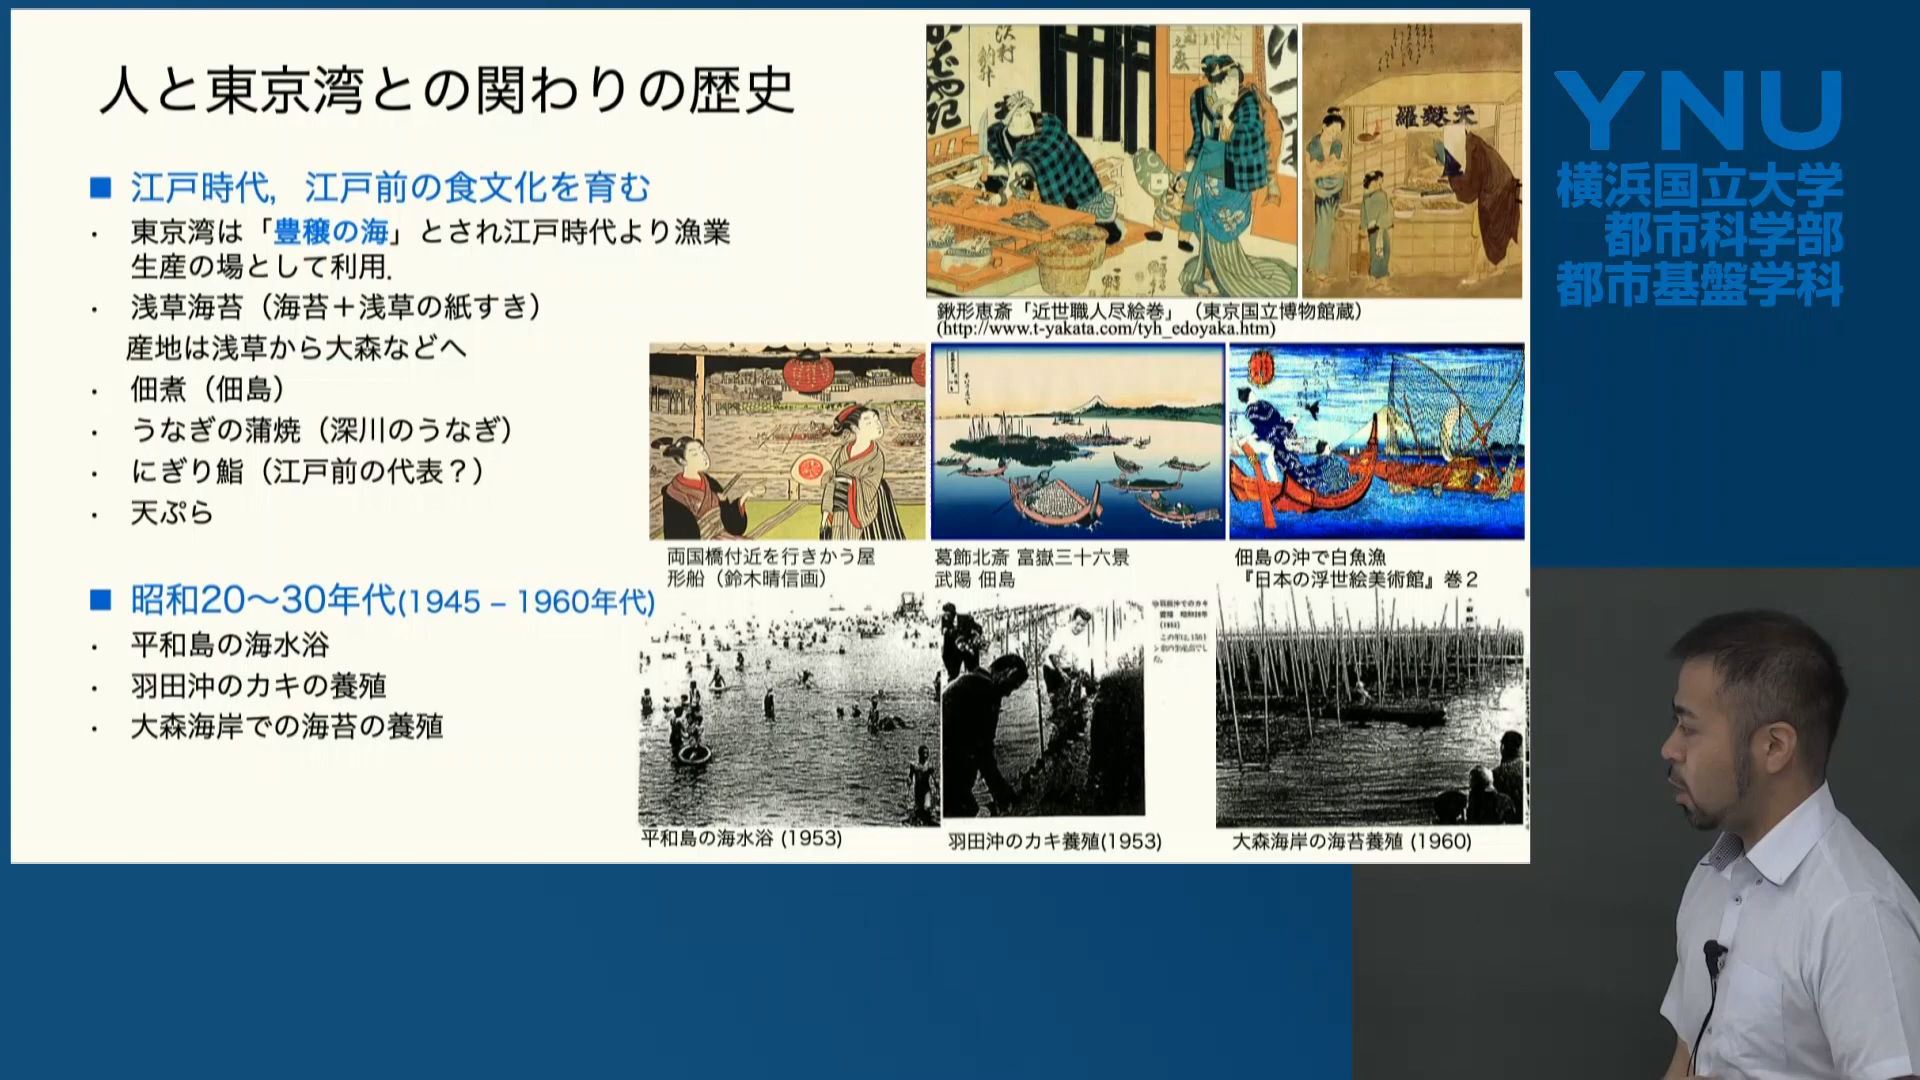 人と東京湾との関わりの歴史
■ 江戸時代，江戸前の食文化を育む
・ 東京湾は「豊穣の海」とされ江戸時代より漁業
生産の場として利用．
・ 浅草海苔（海苔＋浅草の紙すき）
産地は浅草から大森などへ
・ 佃煮（佃島）
・ うなぎの蒲焼（深川のうなぎ）
・ にぎり鮨（江戸前の代表？）
・ 天ぷら
■ 昭和20〜30年代(1945 – 1960年代)
・ 平和島の海水浴
・ 羽田沖のカキの養殖
・ 大森海岸での海苔の養殖
羅麩天
鍬形恵斎「近世職人尽絵巻」（東京国立博物館蔵）
(http://www.t-yakata.com/tyh_edoyaka.htm)
両国橋付近を行きかう屋
形船（鈴木晴信画）
葛飾北斎 富嶽三十六景
武陽 佃島
佃島の沖で白魚漁
『日本の浮世絵美術館』巻２
平和島の海水浴 (1953)
羽田沖のカキ養殖(1953)
大森海岸の海苔養殖 (1960)
YNU
横浜国立大学
都市科学部
都市基盤学科